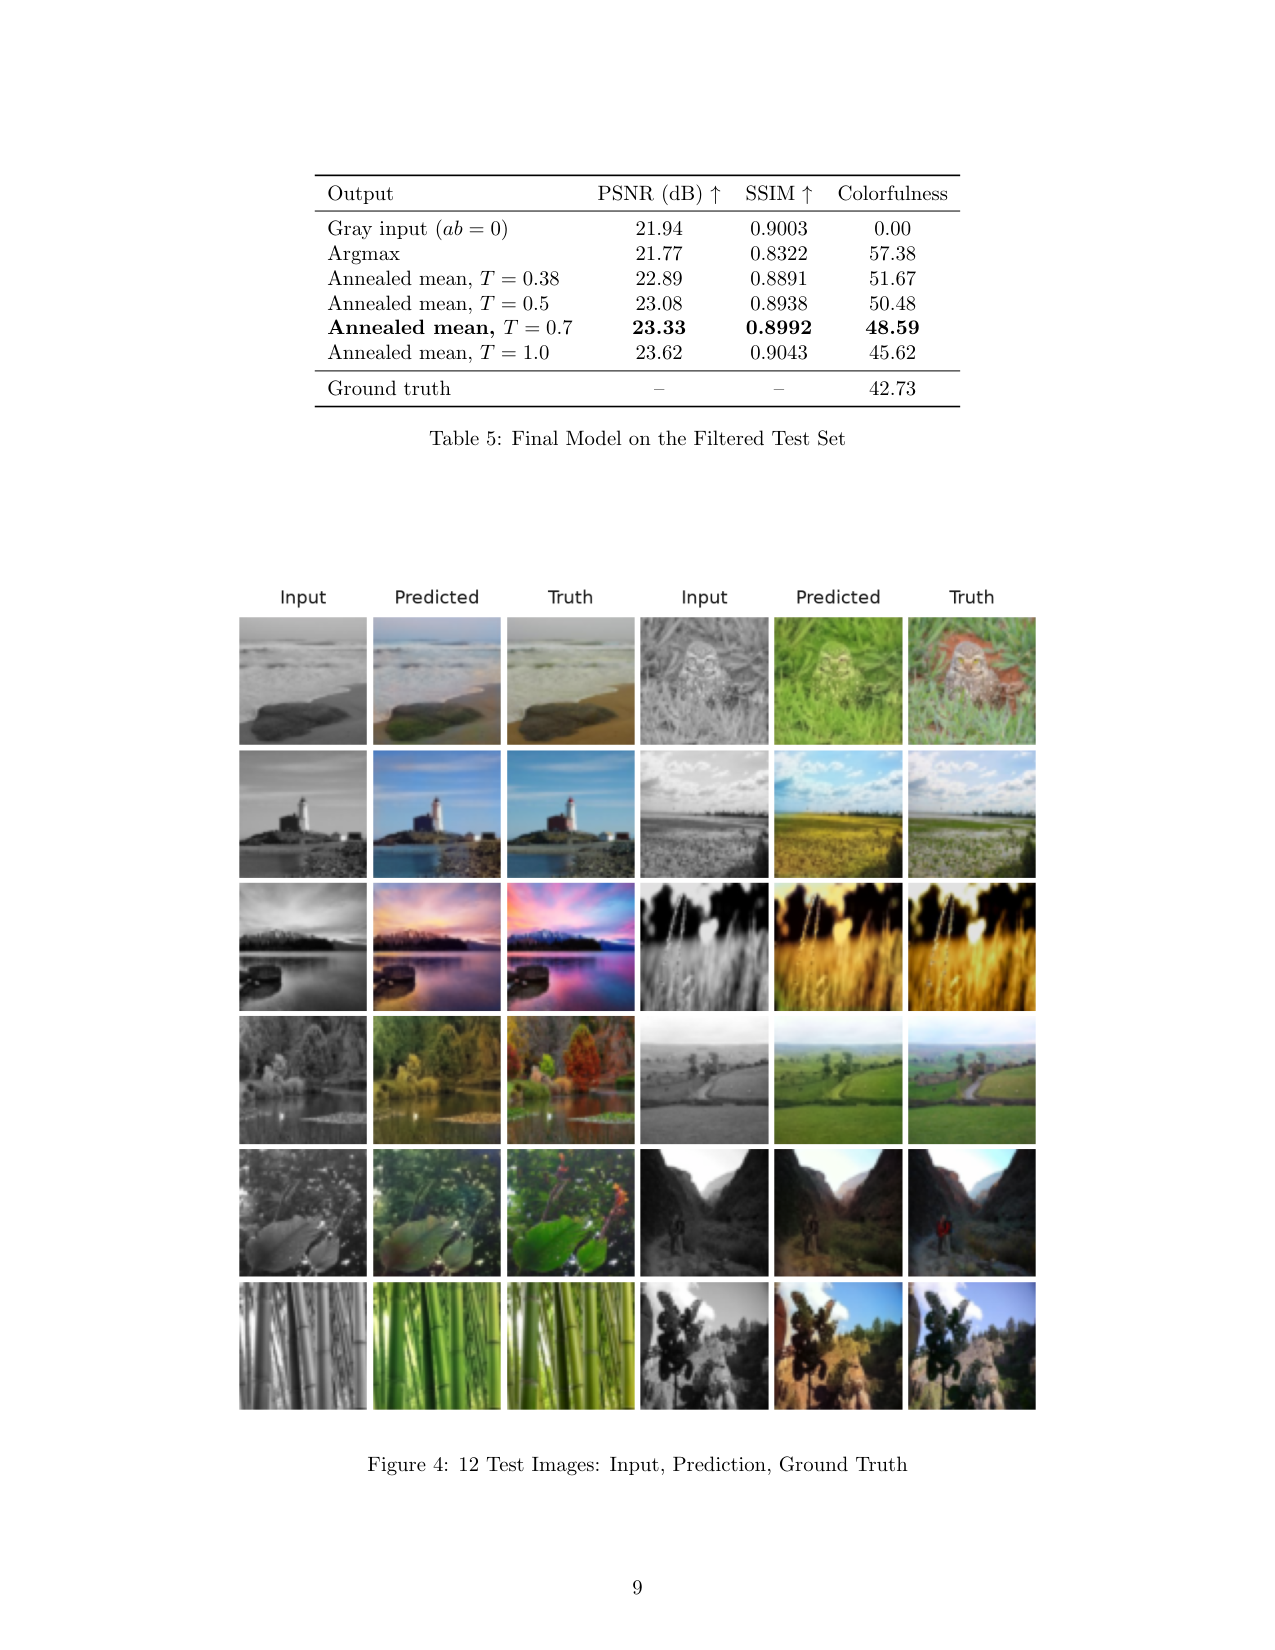 Output PSNR (dB) ↑ SSIM ↑ Colorfulness
Gray input (ab = 0) 21.94 0.9003 0.00
Argmax 21.77 0.8322 57.38
Annealed mean, T = 0.38 22.89 0.8891 51.67
Annealed mean, T = 0.5 23.08 0.8938 50.48
Annealed mean, T = 0.7 23.33 0.8992 48.59
Annealed mean, T = 1.0 23.62 0.9043 45.62
Ground truth – – 42.73
Table 5: Final Model on the Filtered Test Set
Input Predicted Truth Input Predicted Truth
Figure 4: 12 Test Images: Input, Prediction, Ground Truth
9